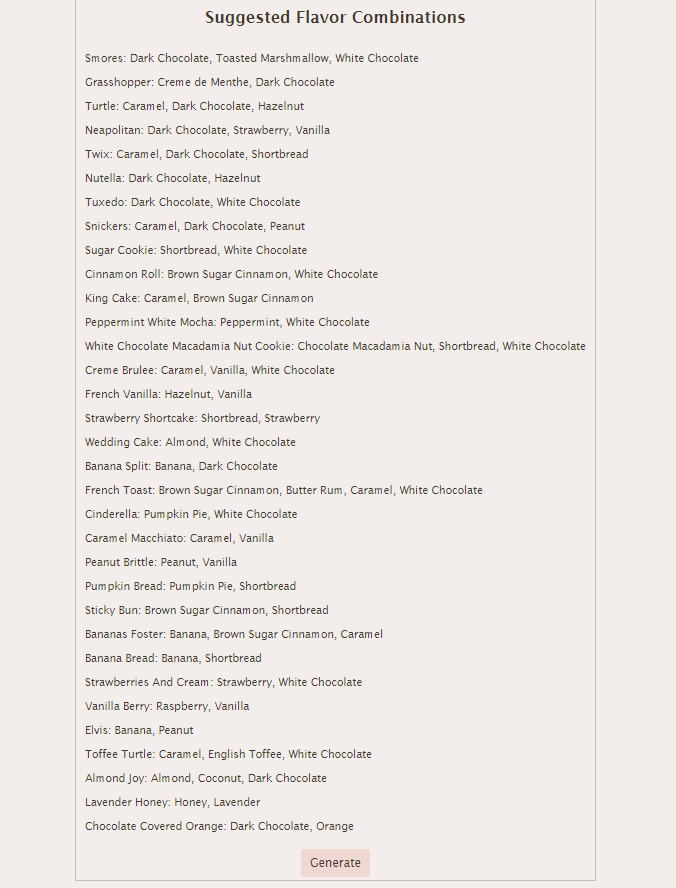 Suggested Flavor Combinations
Smores: Dark Chocolate, Toasted Marshmallow, White Chocolate
Grasshopper: Creme de Menthe, Dark Chocolate
Turtle: Caramel, Dark Chocolate, Hazelnut
Neapolitan: Dark Chocolate, Strawberry, Vanilla
Twix: Caramel, Dark Chocolate, Shortbread
Nutella: Dark Chocolate, Hazelnut
Tuxedo: Dark Chocolate, White Chocolate
Snickers: Caramel, Dark Chocolate, Peanut
Sugar Cookie: Shortbread, White Chocolate
Cinnamon Roll: Brown Sugar Cinnamon, White Chocolate
King Cake: Caramel, Brown Sugar Cinnamon
Peppermint White Mocha: Peppermint, White Chocolate
White Chocolate Macadamia Nut Cookie: Chocolate Macadamia Nut, Shortbread, White Chocolate
Creme Brulee: Caramel, Vanilla, White Chocolate
French Vanilla: Hazelnut, Vanilla
Strawberry Shortcake: Shortbread, Strawberry
Wedding Cake: Almond, White Chocolate
Banana Split: Banana, Dark Chocolate
French Toast: Brown Sugar Cinnamon, Butter Rum, Caramel, White Chocolate
Cinderella: Pumpkin Pie, White Chocolate
Caramel Macchiato: Caramel, Vanilla
Peanut Brittle: Peanut, Vanilla
Pumpkin Bread: Pumpkin Pie, Shortbread
Sticky Bun: Brown Sugar Cinnamon, Shortbread
Bananas Foster: Banana, Brown Sugar Cinnamon, Caramel
Banana Bread: Banana, Shortbread
Strawberries And Cream: Strawberry, White Chocolate
Vanilla Berry: Raspberry, Vanilla
Elvis: Banana, Peanut
Toffee Turtle: Caramel, English Toffee, White Chocolate
Almond Joy: Almond, Coconut, Dark Chocolate
Lavender Honey: Honey, Lavender
Chocolate Covered Orange: Dark Chocolate, Orange
Generate